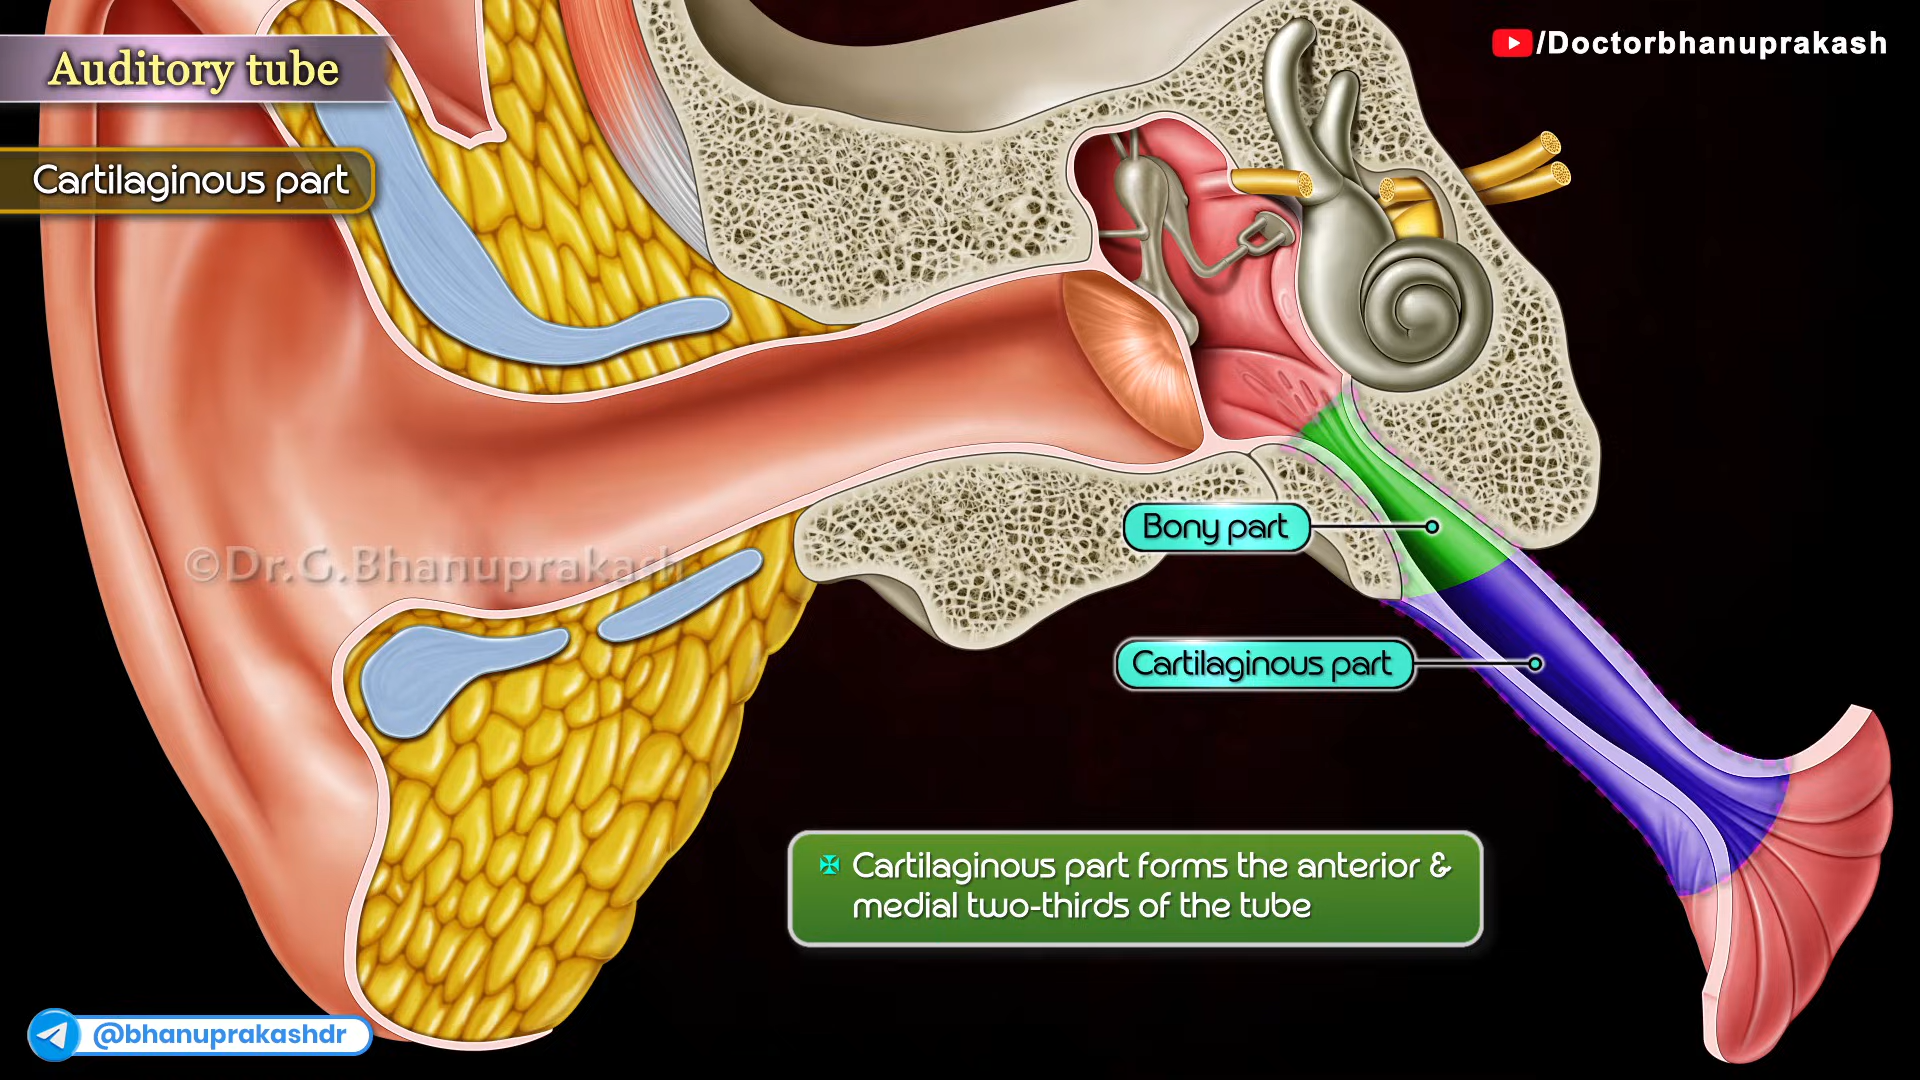 Auditory tube
/Doctorbhanuprakash
Cartilaginous part
Bony part
©Dr.G.Bhanuprakash
Cartilaginous part
Cartilaginous part forms the anterior &
medial two-thirds of the tube
@bhanuprakashdr